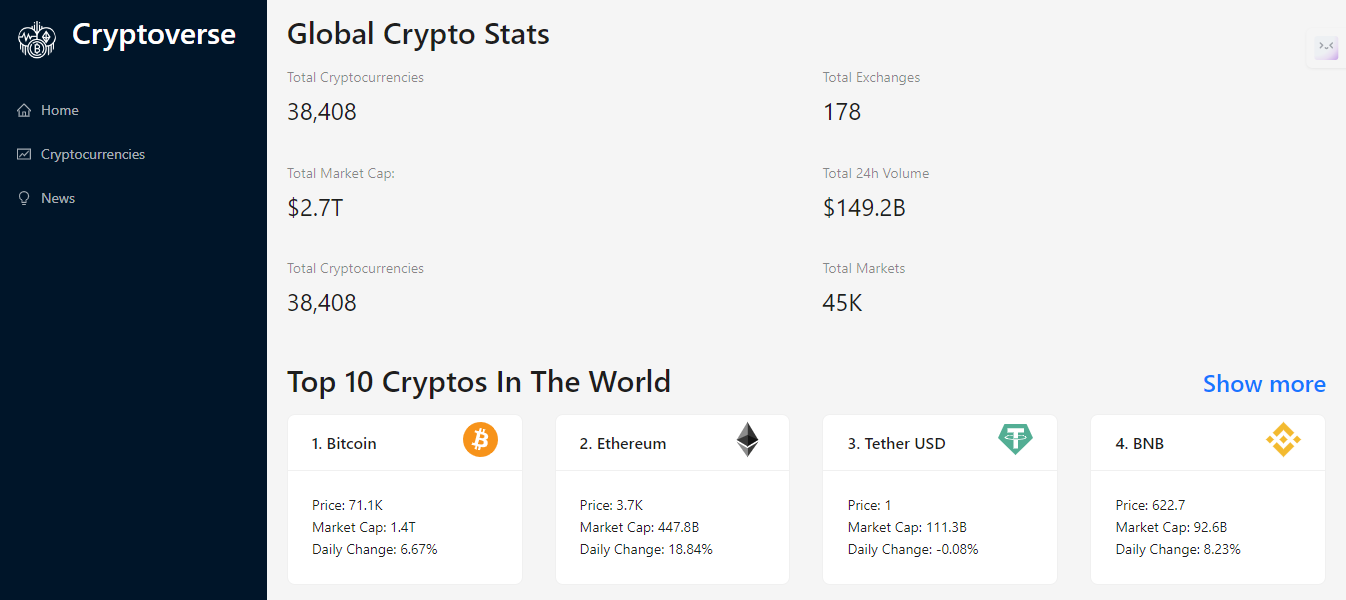 Cryptoverse
Home
Cryptocurrencies
News
Global Crypto Stats
Total Cryptocurrencies
38,408
Total Exchanges
178
Total Market Cap:
$2.7T
Total 24h Volume
$149.2B
Total Cryptocurrencies
38,408
Total Markets
45K
Top 10 Cryptos In The World
Show more
1. Bitcoin
Price: 71.1K
Market Cap: 1.4T
Daily Change: 6.67%
2. Ethereum
Price: 3.7K
Market Cap: 447.8B
Daily Change: 18.84%
3. Tether USD
Price: 1
Market Cap: 111.3B
Daily Change: -0.08%
4. BNB
Price: 622.7
Market Cap: 92.6B
Daily Change: 8.23%